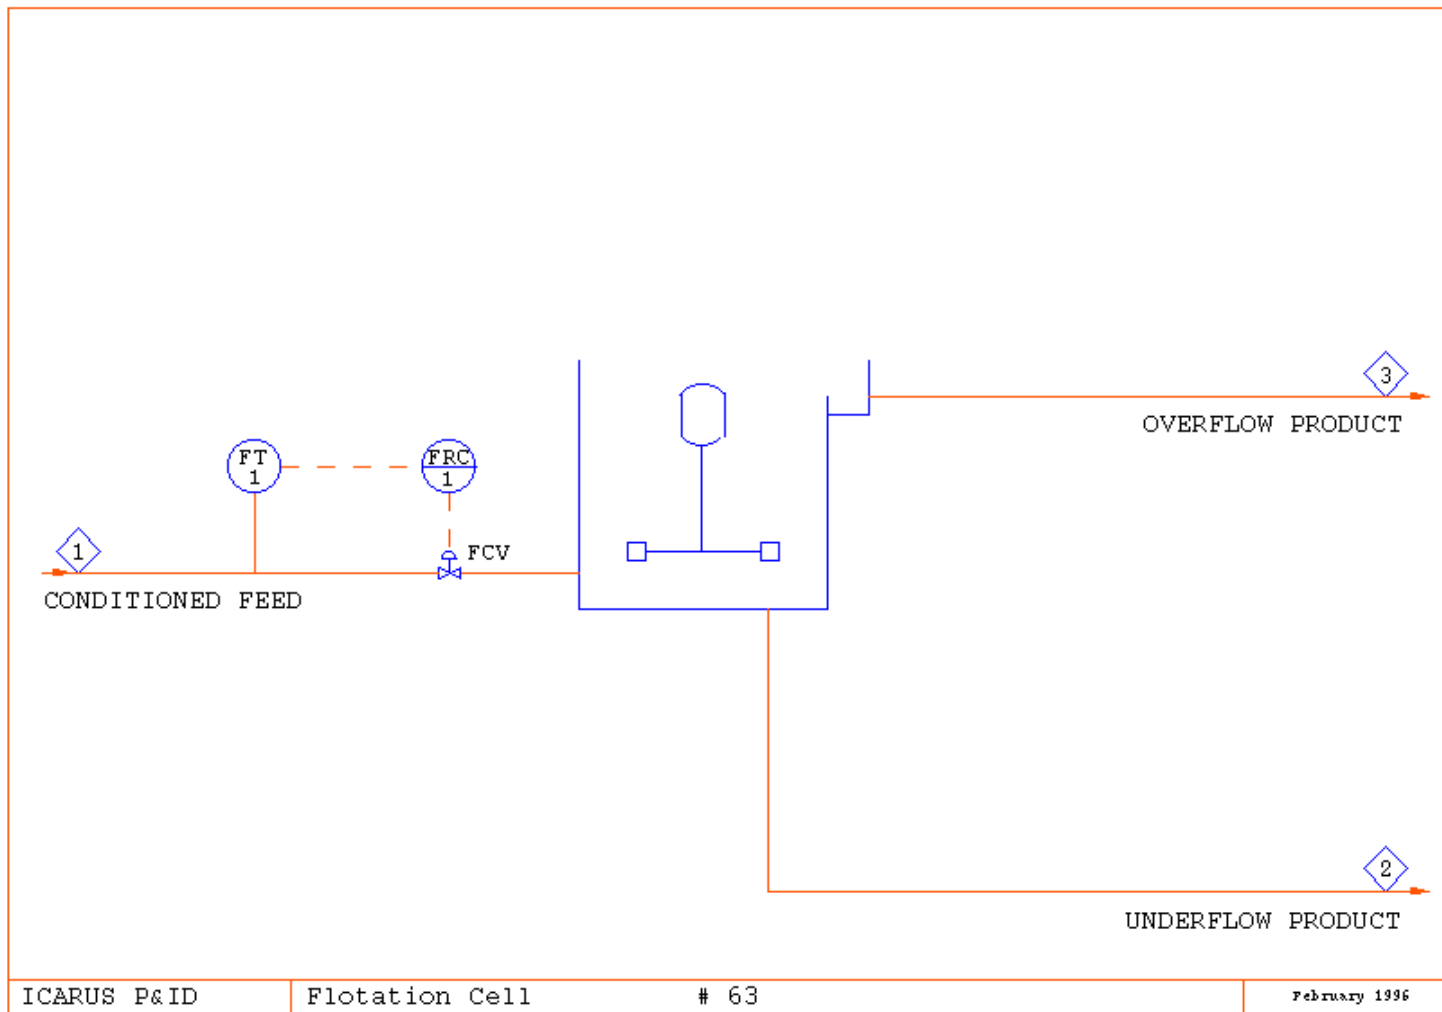 3
OVERFLOW PRODUCT
FT
1
FRC
1
1
FCV
CONDITIONED FEED
2
UNDERFLOW PRODUCT
ICARUS P&ID
Flotation Cell
# 63
February 1996